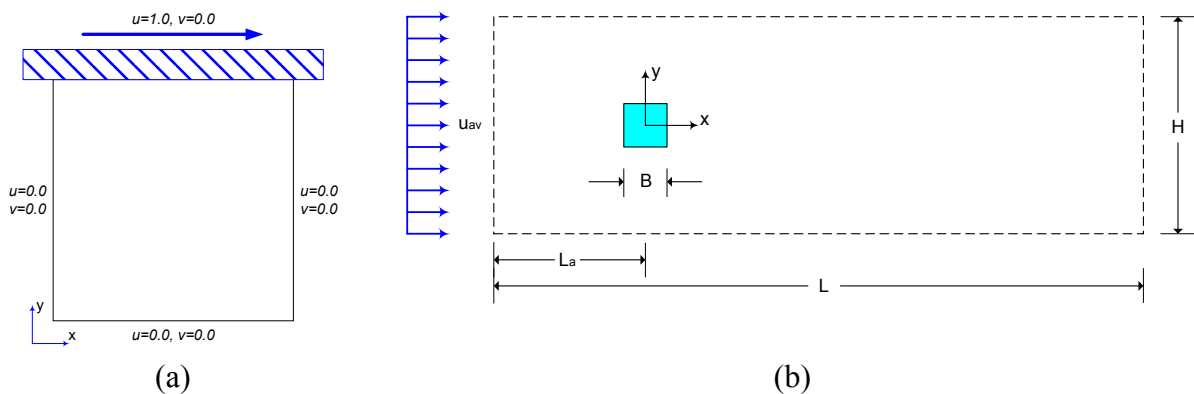 u=1.0, v=0.0
u=0.0
v=0.0
u=0.0
v=0.0
y
x
u=0.0, v=0.0
(a)
uav
y
x
B
H
La
L
(b)